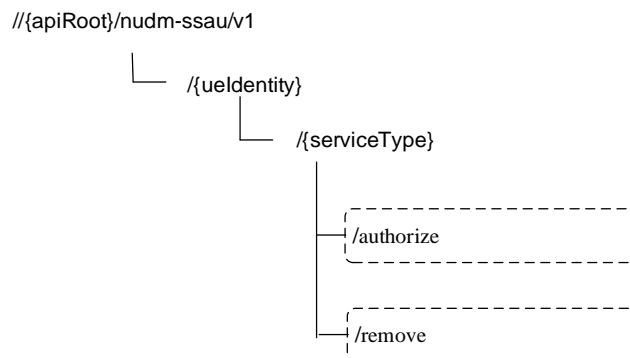 //{apiRoot}/nudm-ssau/v1
/{ueIdentity}
/{serviceType}
/authorize
/remove